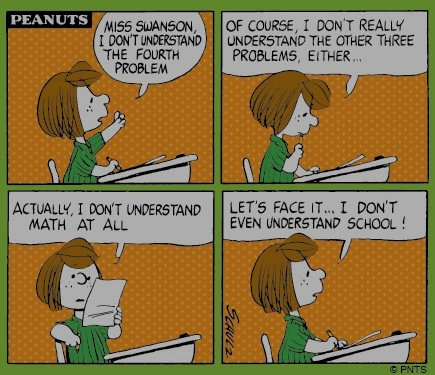 PEANUTS
MISS SWANSON,
I DON'T UNDERSTAND
THE FOURTH
PROBLEM
OF COURSE, I DON'T REALLY
UNDERSTAND THE OTHER THREE
PROBLEMS, EITHER...
ACTUALLY, I DON'T UNDERSTAND
MATH AT ALL
LET'S FACE IT... I DON'T
EVEN UNDERSTAND SCHOOL!
SCHULZ
© PNTS